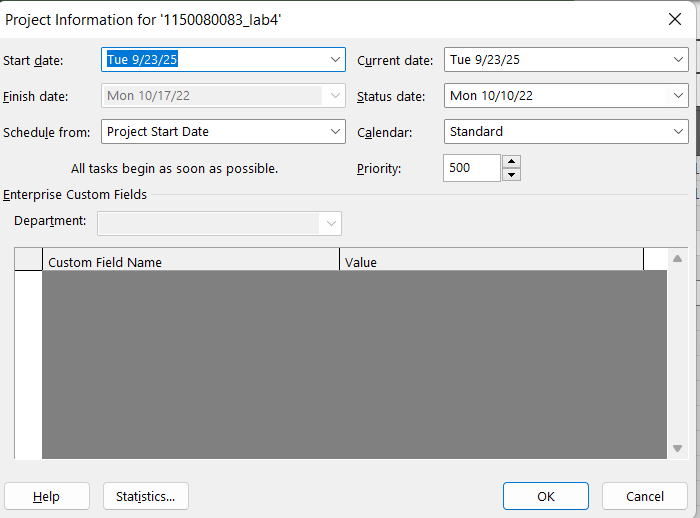 Project Information for '1150080083_lab4'
Start date: Tue 9/23/25 Current date: Tue 9/23/25
Finish date: Mon 10/17/22 Status date: Mon 10/10/22
Schedule from: Project Start Date Calendar: Standard
All tasks begin as soon as possible. Priority: 500
Enterprise Custom Fields
Department:
Custom Field Name Value
Help Statistics... OK Cancel